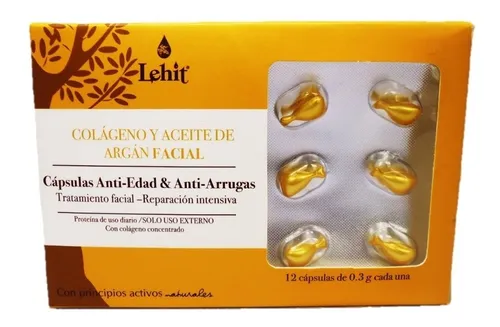 Lehit
COLÁGENO Y ACEITE DE
ARGÁN FACIAL
Cápsulas Anti-Edad & Anti-Arrugas
Tratamiento facial –Reparación intensiva
Proteína de uso diario /SOLO USO EXTERNO
Con colágeno concentrado
12 cápsulas de 0.3 g cada una
Con principios activos naturales